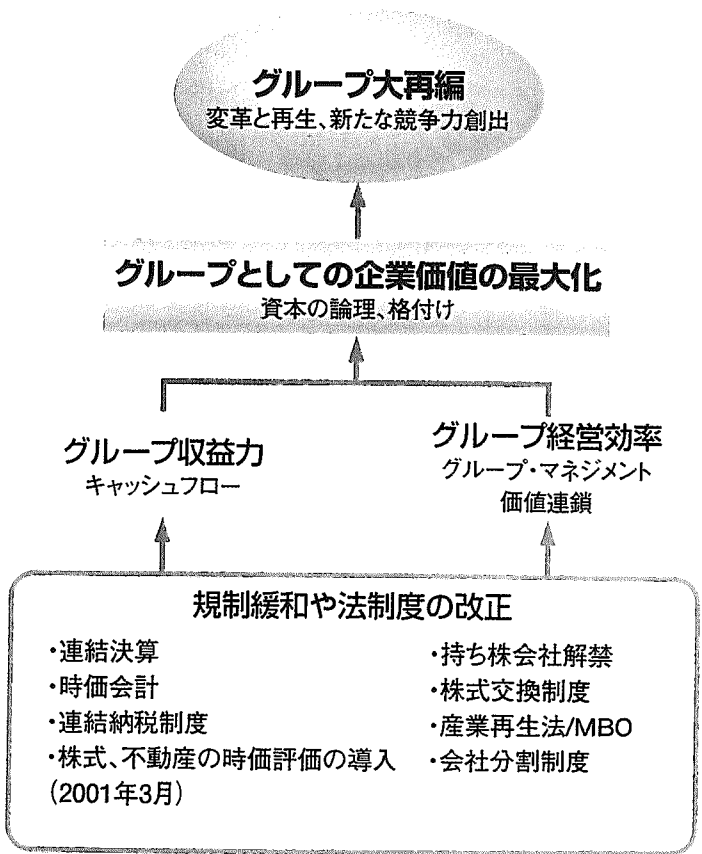 グループ大再編
変革と再生、新たな競争力創出
グループとしての企業価値の最大化
資本の論理、格付け
グループ収益力
キャッシュフロー
グループ経営効率
グループ・マネジメント
価値連鎖
規制緩和や法制度の改正
・連結決算
・時価会計
・連結納税制度
・株式、不動産の時価評価の導入
(2001年3月)
・持ち株会社解禁
・株式交換制度
・産業再生法/MBO
・会社分割制度